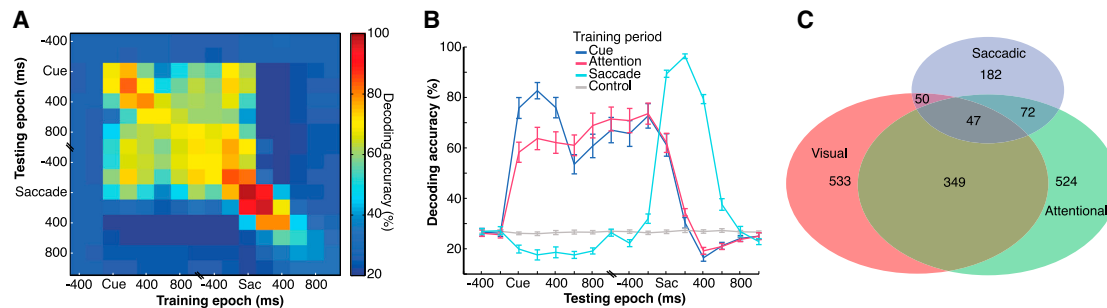 A
-400
Cue
400
800
-400
Saccade
400
800
Testing epoch (ms)
-400 Cue 400 800 -400 Sac 400 800
Training epoch (ms)
100
80
60
40
20
Decoding accuracy (%)
B
100
80
60
40
20
Decoding accuracy (%)
Training period
Cue
Attention
Saccade
Control
-400 Cue 400 800 -400 Sac 400 800
Testing epoch (ms)
C
Saccadic
182
50
47
72
Visual
533
349
524
Attentional